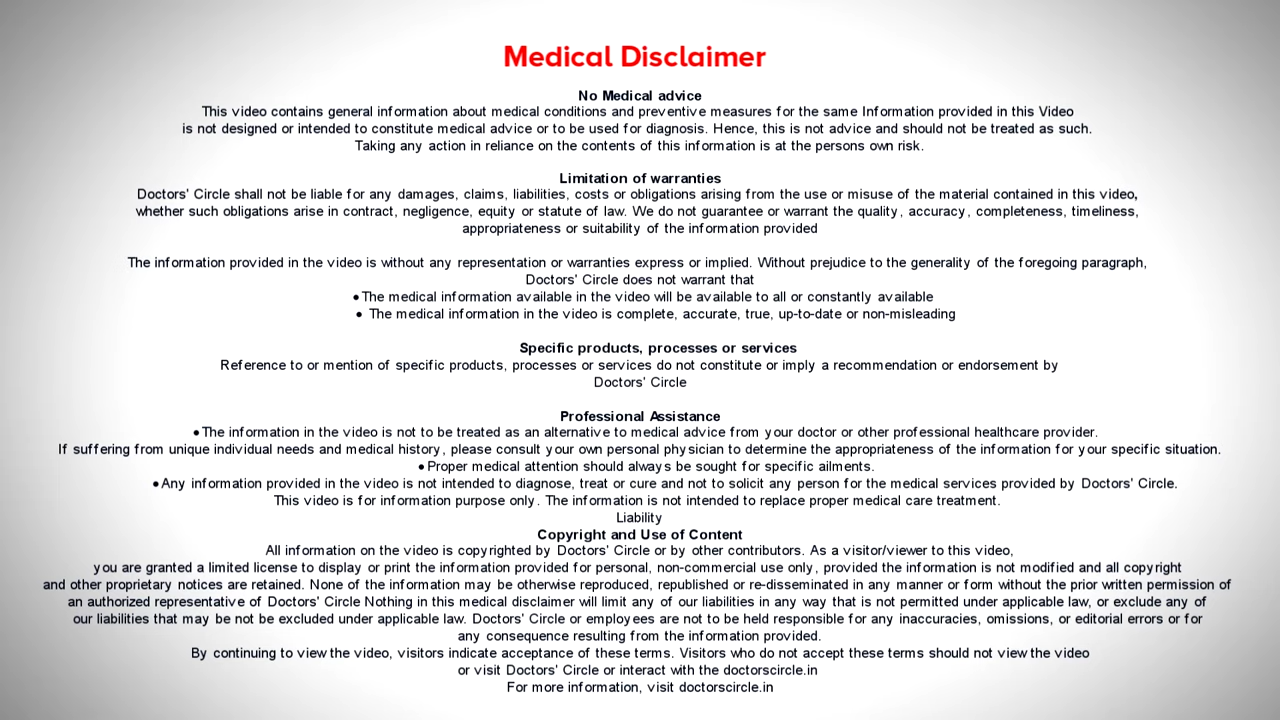 Medical Disclaimer
No Medical advice
This video contains general information about medical conditions and preventive measures for the same Information provided in this Video
is not designed or intended to constitute medical advice or to be used for diagnosis. Hence, this is not advice and should not be treated as such.
Taking any action in reliance on the contents of this information is at the persons own risk.
Limitation of warranties
Doctors' Circle shall not be liable for any damages, claims, liabilities, costs or obligations arising from the use or misuse of the material contained in this video,
whether such obligations arise in contract, negligence, equity or statute of law. We do not guarantee or warrant the quality, accuracy, completeness, timeliness,
appropriateness or suitability of the information provided
The information provided in the video is without any representation or warranties express or implied. Without prejudice to the generality of the foregoing paragraph,
Doctors' Circle does not warrant that
• The medical information available in the video will be available to all or constantly available
• The medical information in the video is complete, accurate, true, up-to-date or non-misleading
Specific products, processes or services
Reference to or mention of specific products, processes or services do not constitute or imply a recommendation or endorsement by
Doctors' Circle
Professional Assistance
• The information in the video is not to be treated as an alternative to medical advice from your doctor or other professional healthcare provider.
If suffering from unique individual needs and medical history, please consult your own personal physician to determine the appropriateness of the information for your specific situation.
• Proper medical attention should always be sought for specific ailments.
• Any information provided in the video is not intended to diagnose, treat or cure and not to solicit any person for the medical services provided by Doctors' Circle.
This video is for information purpose only. The information is not intended to replace proper medical care treatment.
Liability
Copyright and Use of Content
All information on the video is copyrighted by Doctors' Circle or by other contributors. As a visitor/viewer to this video,
you are granted a limited license to display or print the information provided for personal, non-commercial use only, provided the information is not modified and all copyright
and other proprietary notices are retained. None of the information may be otherwise reproduced, republished or re-disseminated in any manner or form without the prior written permission of
an authorized representative of Doctors' Circle Nothing in this medical disclaimer will limit any of our liabilities in any way that is not permitted under applicable law, or exclude any of
our liabilities that may be not be excluded under applicable law. Doctors' Circle or employees are not to be held responsible for any inaccuracies, omissions, or editorial errors or for
any consequence resulting from the information provided.
By continuing to view the video, visitors indicate acceptance of these terms. Visitors who do not accept these terms should not view the video
or visit Doctors' Circle or interact with the doctorscircle.in
For more information, visit doctorscircle.in